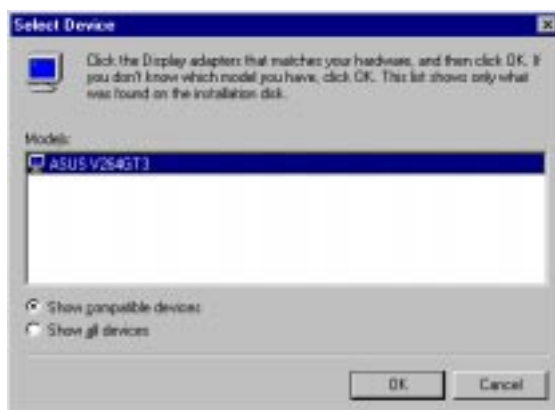 Select Device
Click the Display adapters that matches your hardware, and then click OK. If
you don't know which model you have, click OK. This list shows only what
was found on the installation disk.
Models:
ASUS V264GT3
Show compatible devices
Show all devices
OK
Cancel